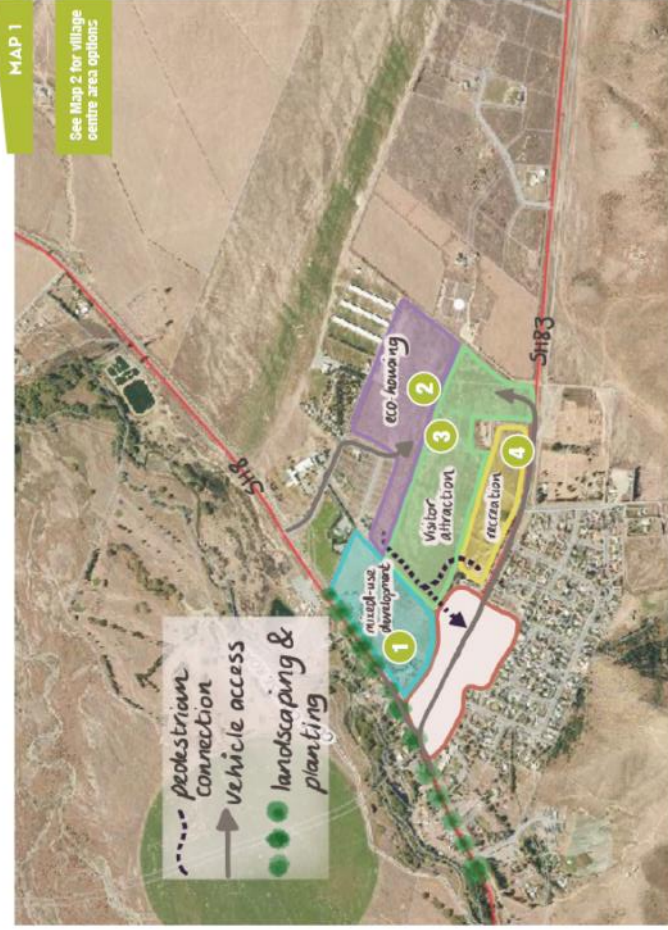 MAP 1
See Map 2 for village
centre area options
SH8
SH83
eco-housing
2
3
visitor
attraction
recreation
4
mixed-use
development
1
pedestrian
connection
vehicle access
landscaping &
planting